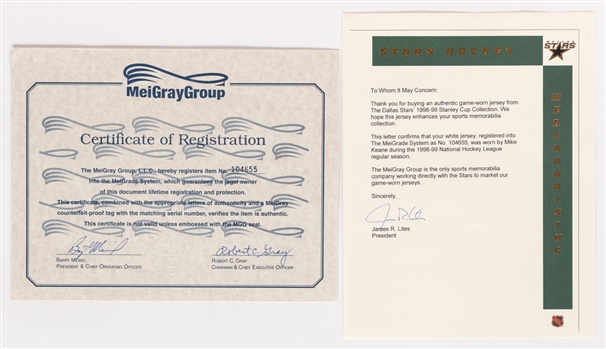 MeiGrayGroup
Certificate of Registration
The MeiGray Group, L.L.C. hereby registers item No. 104655
into the MeiGrade System, which guarantees the legal owner
of this document lifetime registration and protection.
This certificate, combined with the appropriate letters of authenticity and a MeiGray
counterfeit-proof tag with the matching serial number, verifies the item is authentic.
This certificate is not valid unless embossed with the MGG seal.
Barry Meisel
President & Chief Operating Officer
Robert C. Gray
Robert C. Gray
Chairman & Chief Executive Officer
STARS HOCKEY
STARS
MERCHANDISING
To Whom It May Concern:
Thank you for buying an authentic game-worn jersey from
The Dallas Stars' 1998-99 Stanley Cup Collection. We
hope this jersey enhances your sports memorabilia
collection.
This letter confirms that your white jersey, registered into
The MeiGrade System as No. 104655, was worn by Mike
Keane during the 1998-99 National Hockey League
regular season.
The MeiGray Group is the only sports memorabilia
company working directly with the Stars to market our
game-worn jerseys.
Sincerely,
James R. Lites
President